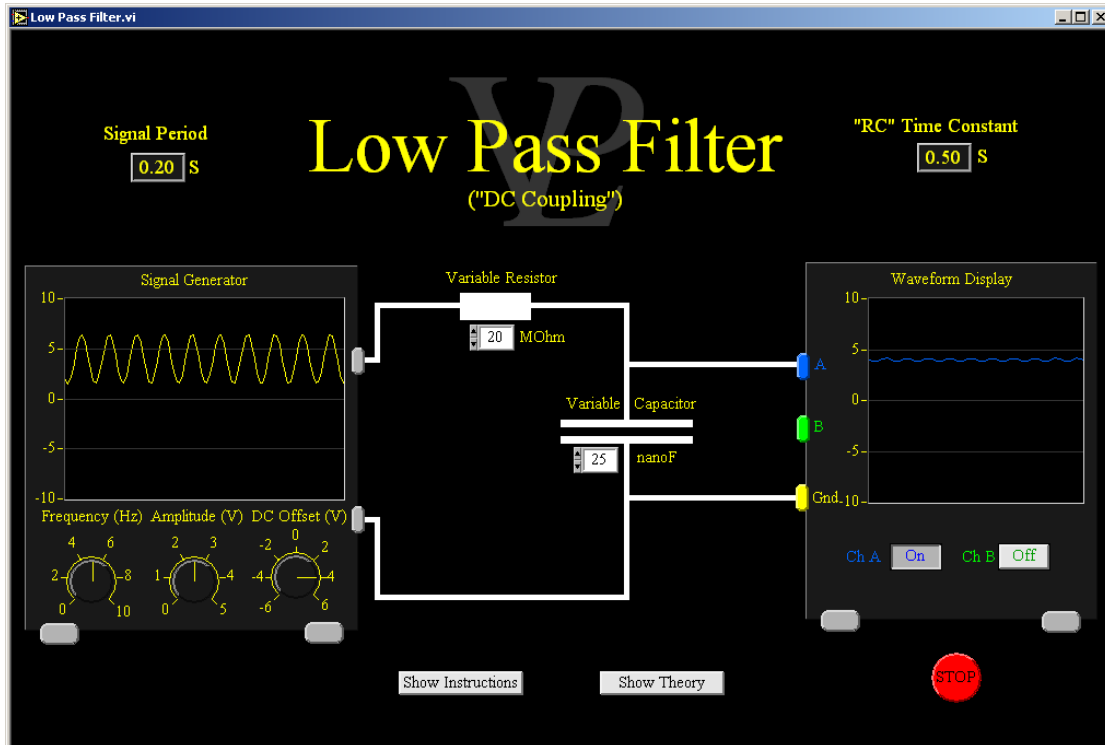 Low Pass Filter.vi
VPL
Signal Period
0.20 S
Low Pass Filter
("DC Coupling")
"RC" Time Constant
0.50 S
Signal Generator
10
5
0
-5
-10
Frequency (Hz) Amplitude (V) DC Offset (V)
0 2 4 6 8 10
0 1 2 3 4 5
-6 -4 -2 0 2 4 6
Variable Resistor
20 MOhm
Variable Capacitor
25 nanoF
Waveform Display
10
5
0
-5
-10
A
B
Gnd
Ch A On Ch B Off
Show Instructions
Show Theory
STOP